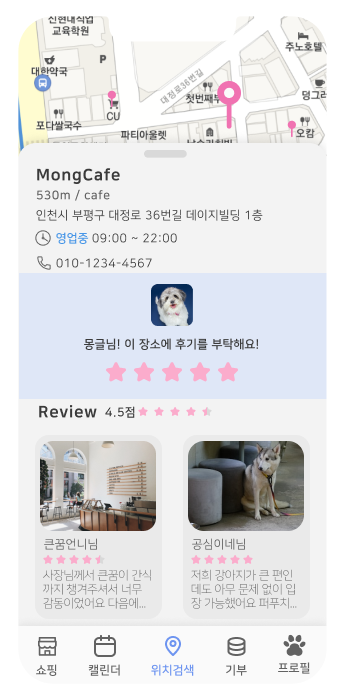 신현대직업
교육학원
대한약국
P
주노호텔
대정로36번길
첫번째부
CU
덩그러
포다쌀국수
파티아울렛
오캄
MongCafe
530m / cafe
인천시 부평구 대정로 36번길 데이지빌딩 1층
영업중 09:00 ~ 22:00
010-1234-4567
몽글님! 이 장소에 후기를 부탁해요!
Review 4.5점
큰꿈언니님
사장님께서 큰꿈이 간식
까지 챙겨주셔서 너무
감동이었어요 다음에...
공심이네님
저희 강아지가 큰 편인
데도 아무 문제 없이 입
장 가능했어요 퍼푸치...
쇼핑
캘린더
위치검색
기부
프로필